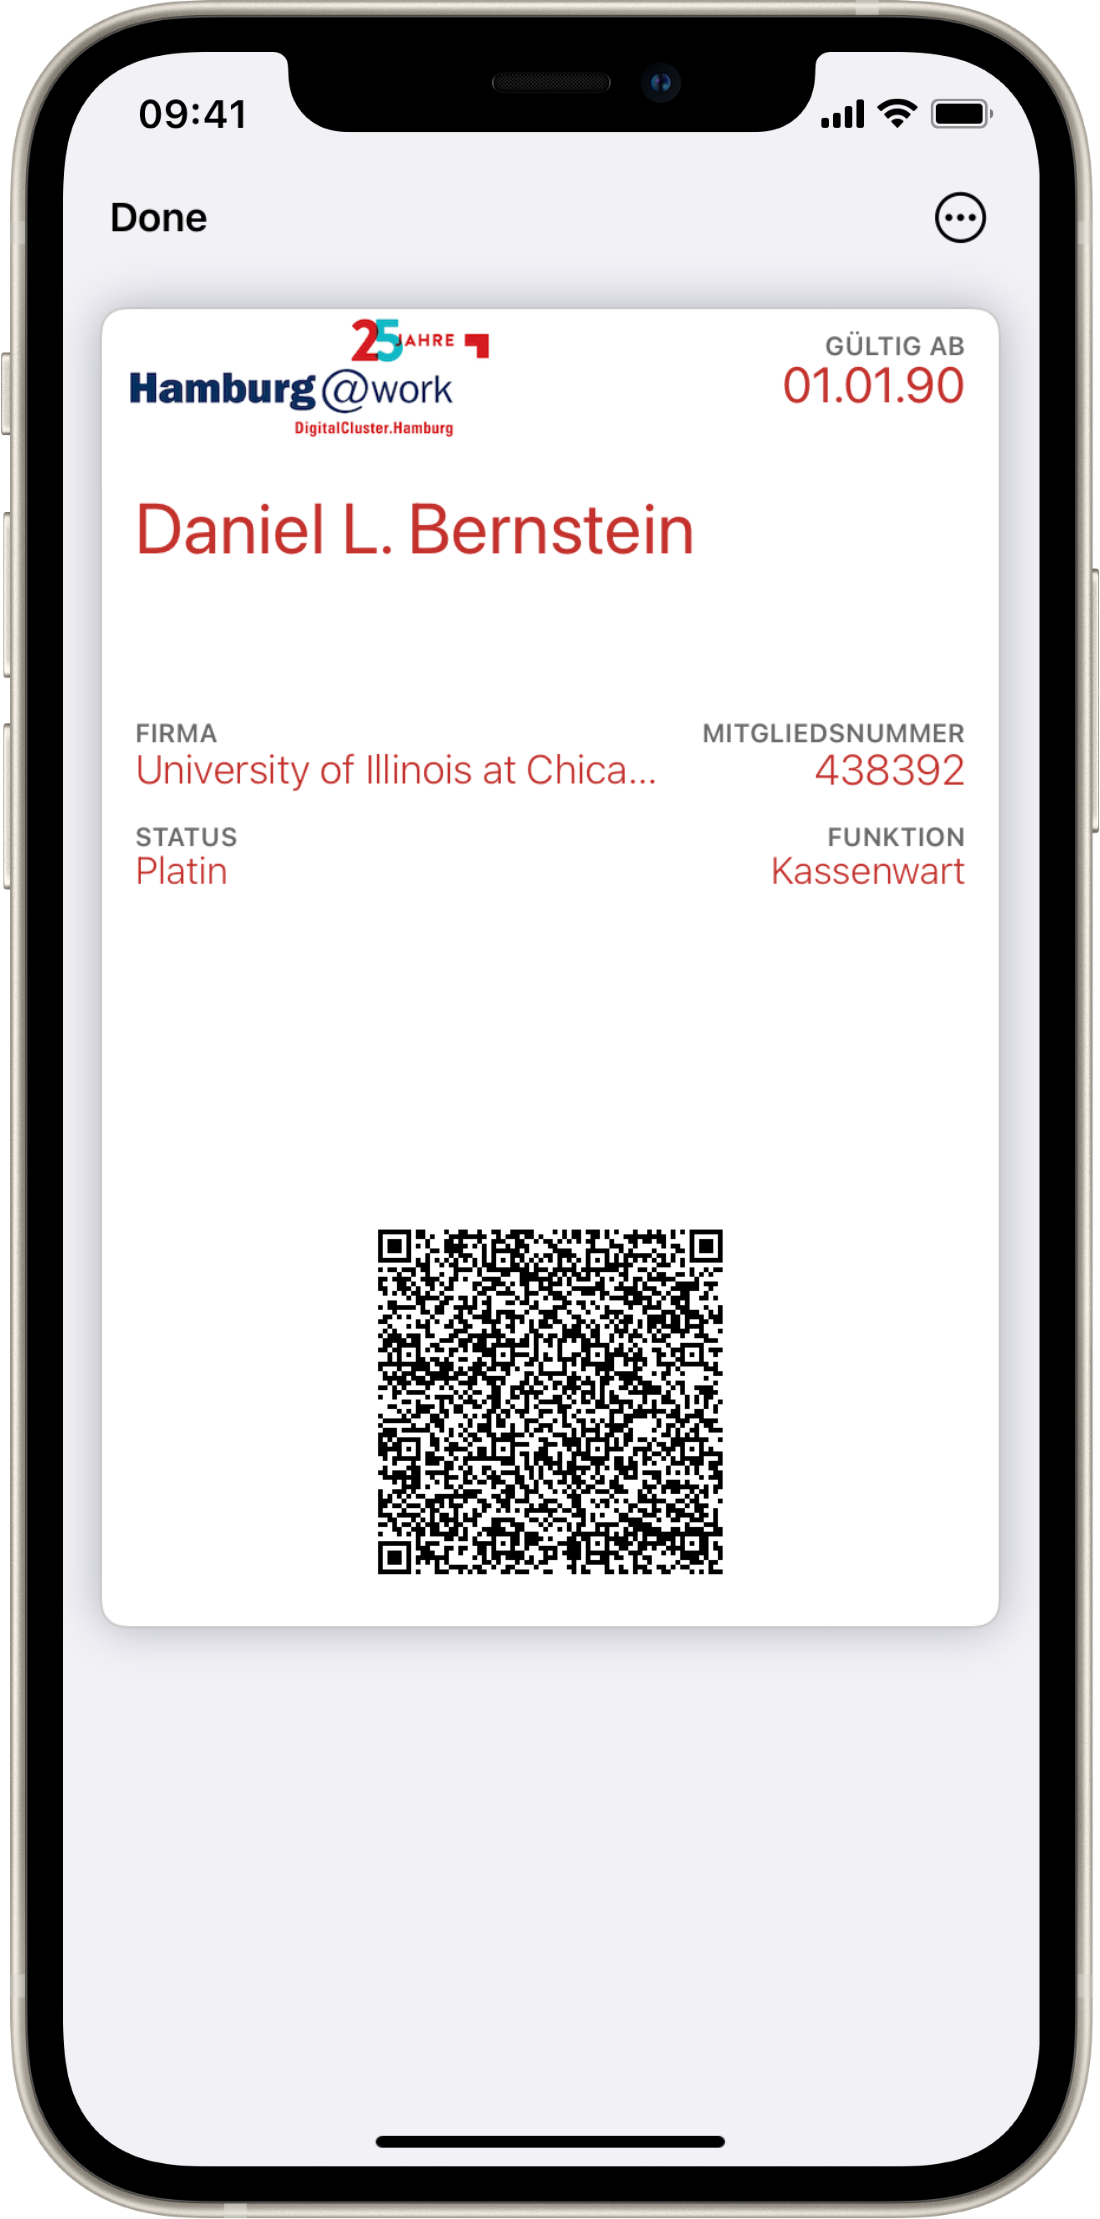 09:41
Done
25 JAHRE
Hamburg@work
DigitalCluster.Hamburg
GÜLTIG AB
01.01.90
Daniel L. Bernstein
FIRMA
University of Illinois at Chica...
MITGLIEDSNUMMER
438392
STATUS
Platin
FUNKTION
Kassenwart